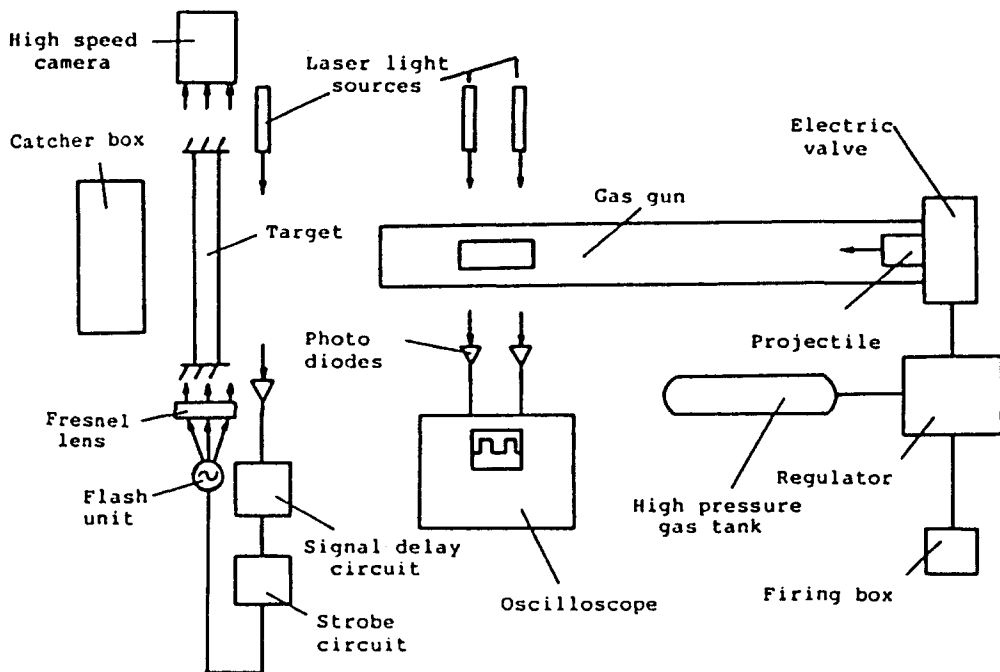 High speed
camera
Laser light
sources
Electric
valve
Catcher box
Gas gun
Target
Photo
diodes
Projectile
Fresnel
lens
Regulator
Flash
unit
High pressure
gas tank
Signal delay
circuit
Firing box
Oscilloscope
Strobe
circuit